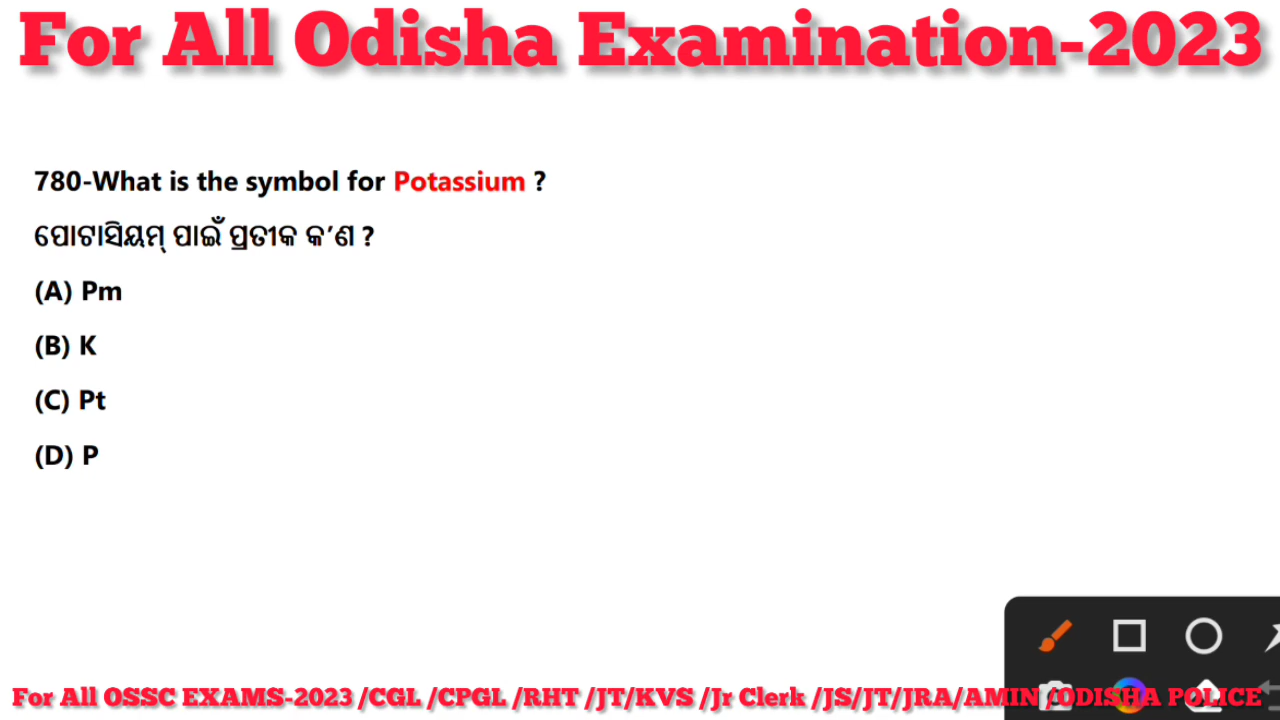 For All Odisha Examination-2023
780-What is the symbol for Potassium ?
ପୋଟାସିୟମ୍ ପାଇଁ ପ୍ରତୀକ କ’ଣ ?
(A) Pm
(B) K
(C) Pt
(D) P
For All OSSC EXAMS-2023 /CGL /CPGL /RHT /JT/KVS /Jr Clerk /JS/JT/JRA/AMIN /ODISHA POLICE